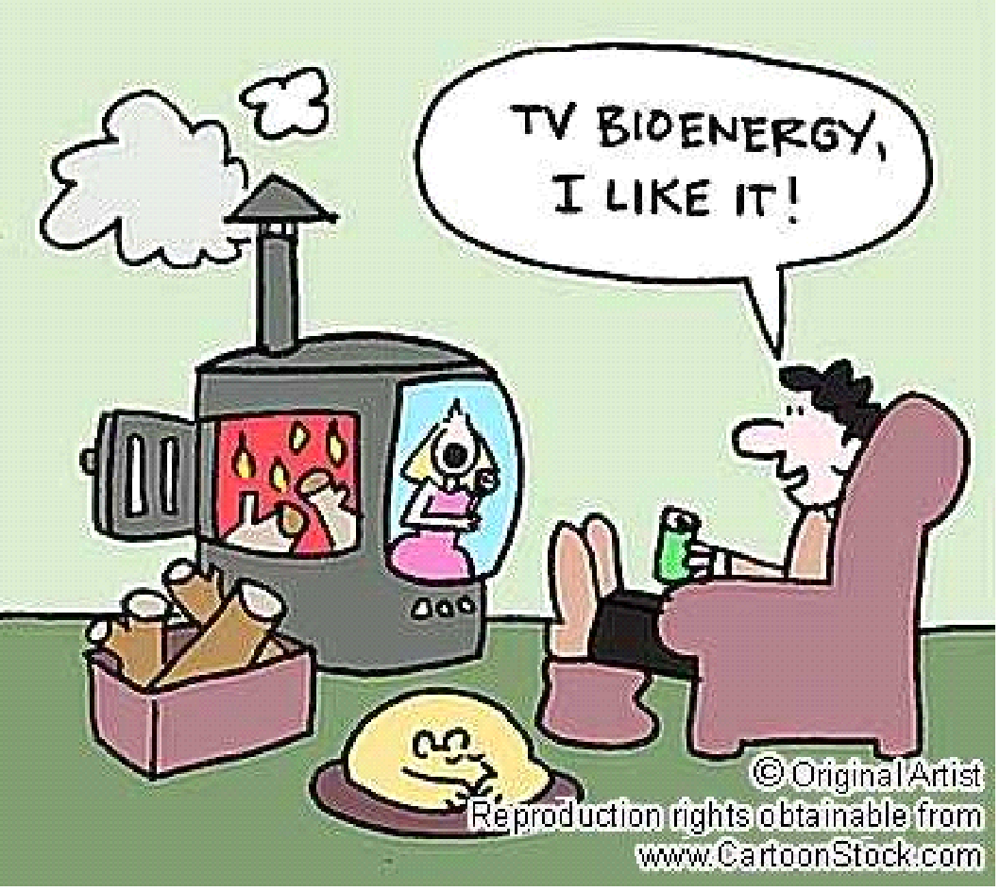 TV BIOENERGY,
I LIKE IT!
© Original Artist
Reproduction rights obtainable from
www.CartoonStock.com